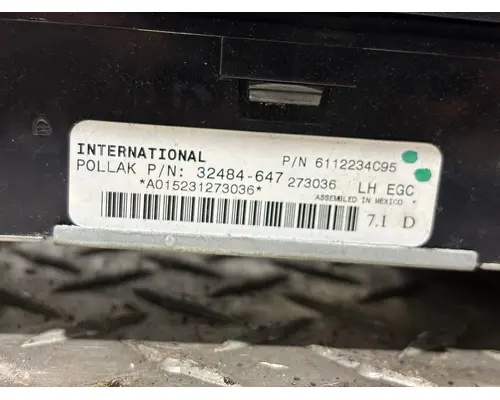 INTERNATIONAL P/N 6112234C95
POLLAK P/N: 32484-647 273036 LH EGC
*A015231273036* ASSEMBLED IN MEXICO *
7.1 D